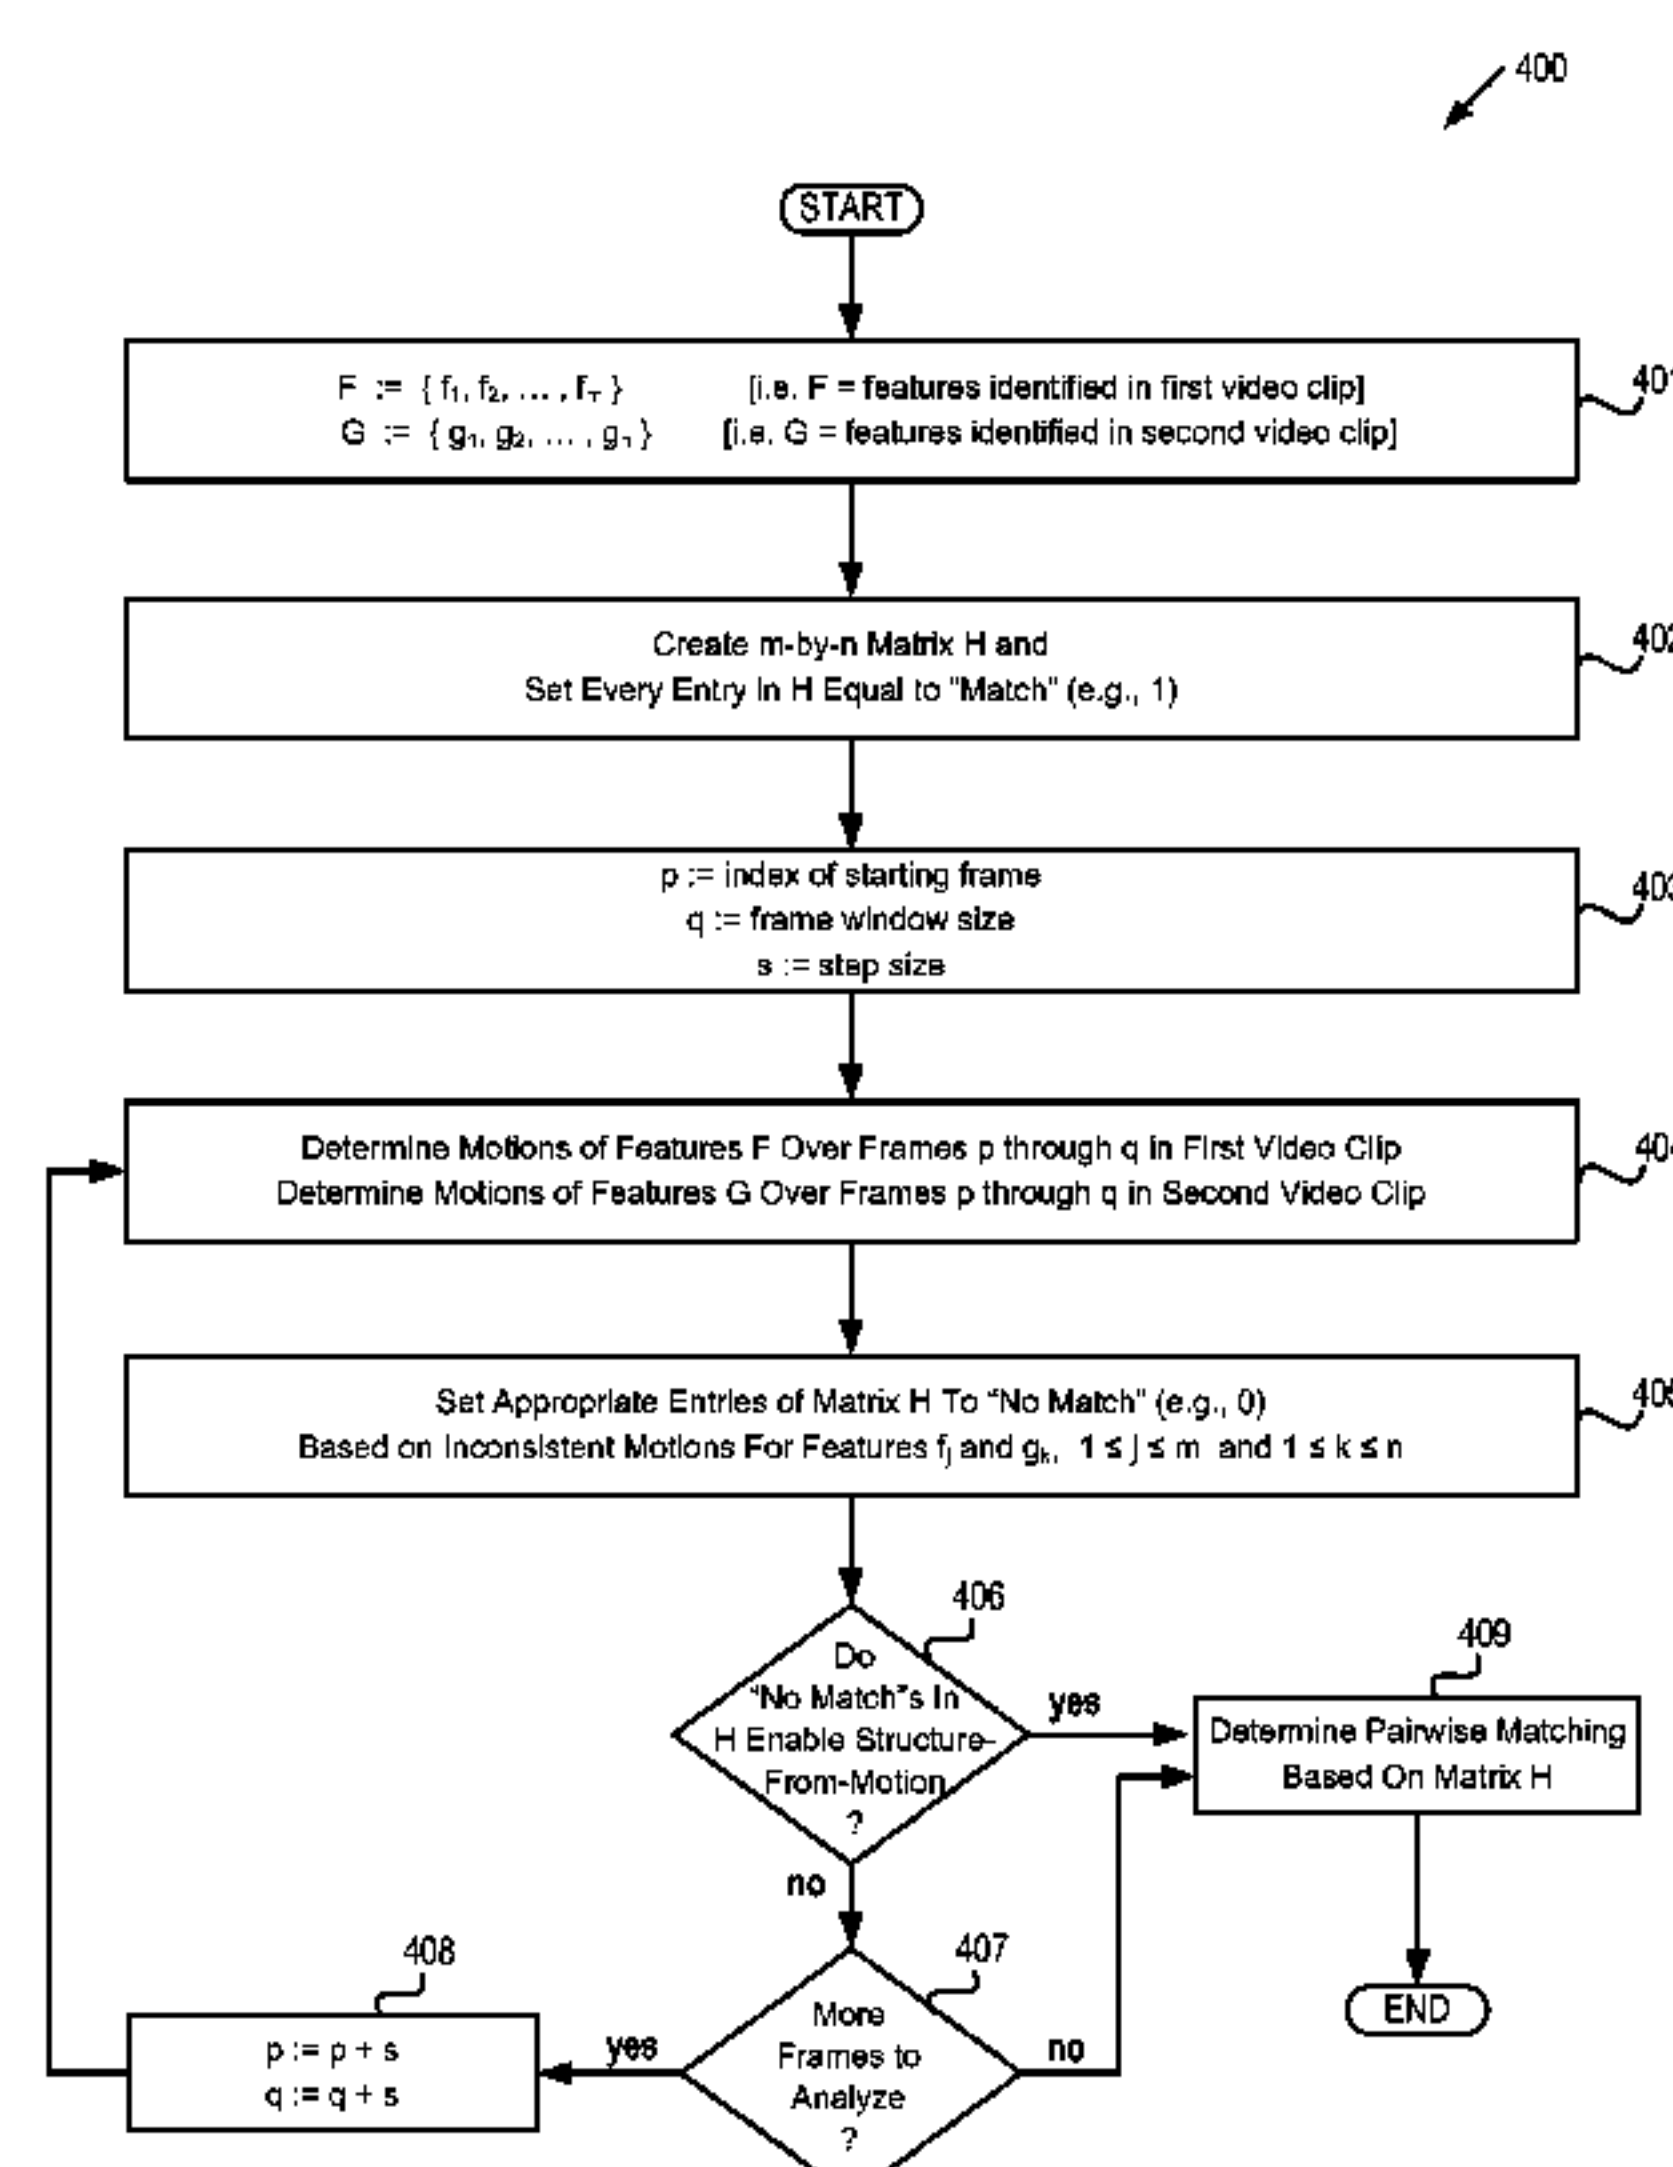 400
START
F := { f1, f2, ... , fm } [i.e. F = features identified in first video clip]
G := { g1, g2, ... , gn } [i.e. G = features identified in second video clip]
401
Create m-by-n Matrix H and
Set Every Entry In H Equal to "Match" (e.g., 1)
402
p := index of starting frame
q := frame window size
s := step size
403
Determine Motions of Features F Over Frames p through q in First Video Clip
Determine Motions of Features G Over Frames p through q in Second Video Clip
404
Set Appropriate Entries of Matrix H To "No Match" (e.g., 0)
Based on Inconsistent Motions For Features fj and gk, 1 ≤ j ≤ m and 1 ≤ k ≤ n
405
406
Do
"No Match"s In
H Enable Structure-
From-Motion
?
yes
no
409
Determine Pairwise Matching
Based On Matrix H
407
More
Frames to
Analyze
?
yes
no
408
p := p + s
q := q + s
END